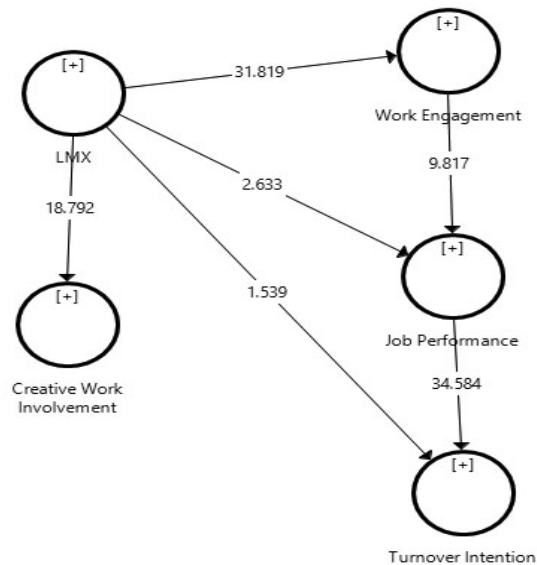 [+]
Work Engagement
[+]
LMX
31.819
9.817
2.633
18.792
1.539
[+]
Job Performance
[+]
Creative Work
Involvement
34.584
[+]
Turnover Intention